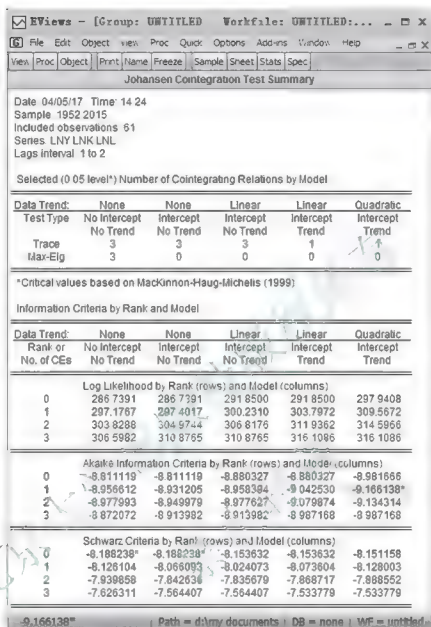 EViews - [Group: UNTITLED Workfile: UNTITLED:...
File Edit Object View Proc Quick Options Add-ins Window Help
View Proc Object Print Name Freeze Sample Sheet Stats Spec
Johansen Cointegration Test Summary
Date 04/05/17 Time 14 24
Sample 1952 2015
Included observations 61
Series LNY LNK LNL
Lags interval 1 to 2
Selected (0 05 level*) Number of Cointegrating Relations by Model
Data Trend: None None Linear Linear Quadratic
Test Type No Intercept Intercept Intercept Intercept Intercept
No Trend No Trend No Trend Trend Trend
Trace 3 3 3 1
Max-Eig 3 0 0 0 0
*Critical values based on MacKinnon-Haug-Michelis (1999)
Information Criteria by Rank and Model
Data Trend: None None Linear Linear Quadratic
Rank or No Intercept Intercept Intercept Intercept Intercept
No. of CEs No Trend No Trend No Trend Trend Trend
Log Likelihood by Rank (rows) and Model (columns)
0 286 7391 286 7391 291 8500 291 8500 297 9408
1 297.1767 297 4017 300.2310 303.7972 309.5672
2 303 8288 304 9744 306 8176 311 9362 314 5966
3 306 5982 310 8765 310 8765 316 1086 316 1086
Akaike Information Criteria by Rank (rows) and Model (columns)
0 -8.811119 -8.811119 -8.880327 -8.880327 -8.981666
1 -8.956612 -8.931205 -8.958394 -9.042530 -9.166138*
2 -8.977993 -8.949979 -8.977627 -9.079874 -9.134314
3 -8 872072 -8 913982 -8 913982 -8 987168 -8 987168
Schwarz Criteria by Rank (rows) and Model (columns)
0 -8.188238* -8.188238* -8.153632 -8.153632 -8.151158
1 -8.126104 -8.066093 -8.024073 -8.073604 -8.128003
2 -7.939858 -7.842636 -7.835679 -7.868717 -7.888552
3 -7.626311 -7.564407 -7.564407 -7.533779 -7.533779
-9.166138* Path = d:\my documents DB = none WF = untitled